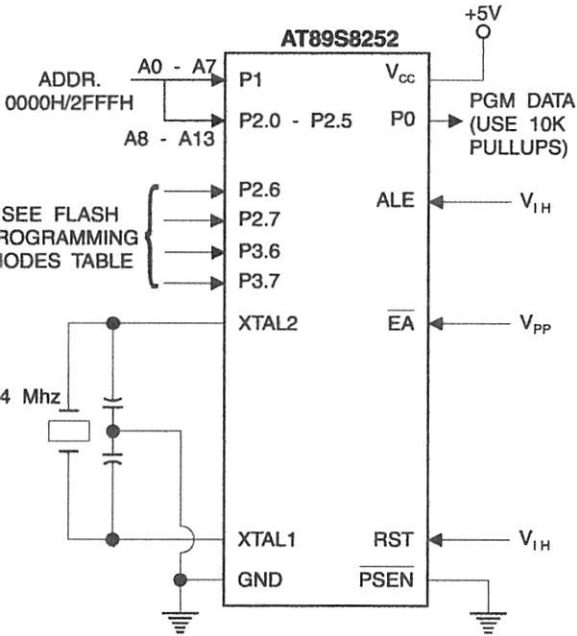 +5V
AT89S8252
A0 - A7
ADDR.
0000H/2FFFH
P1
VCC
PGM DATA
(USE 10K
PULLUPS)
P2.0 - P2.5
P0
A8 - A13
P2.6
ALE
VIH
SEE FLASH
P2.7
ROGRAMMING
P3.6
ODES TABLE
P3.7
XTAL2
EA
VPP
4 Mhz
XTAL1
RST
VIH
GND
PSEN